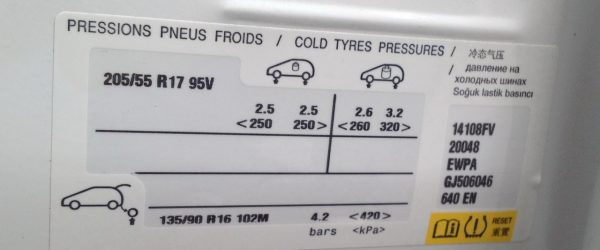 PRESSIONS PNEUS FROIDS / COLD TYRES PRESSURES / 冷态气压
/ давление на
холодных шинах
Soğuk lastik basıncı
205/55 R17 95V
2.5 2.5 2.6 3.2
<250 250> <260 320>
14108FV
20048
EWPA
GJ506046
640 EN
135/90 R16 102M 4.2 <420>
bars <kPa>
RESET
重置